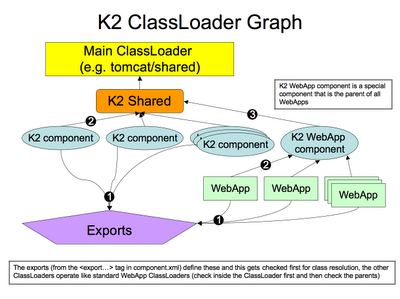 K2 ClassLoader Graph
Main ClassLoader
(e.g. tomcat/shared)
K2 WebApp component is a special
component that is the parent of all
WebApps
K2 Shared
3
2
K2 component
K2 component
K2 component
K2 WebApp
component
2
WebApp
WebApp
WebApp
1
1
Exports
The exports (from the <export...> tag in component.xml) define these and this gets checked first for class resolution, the other
ClassLoaders operate like standard WebApp ClassLoaders (check inside the ClassLoader first and then check the parents)